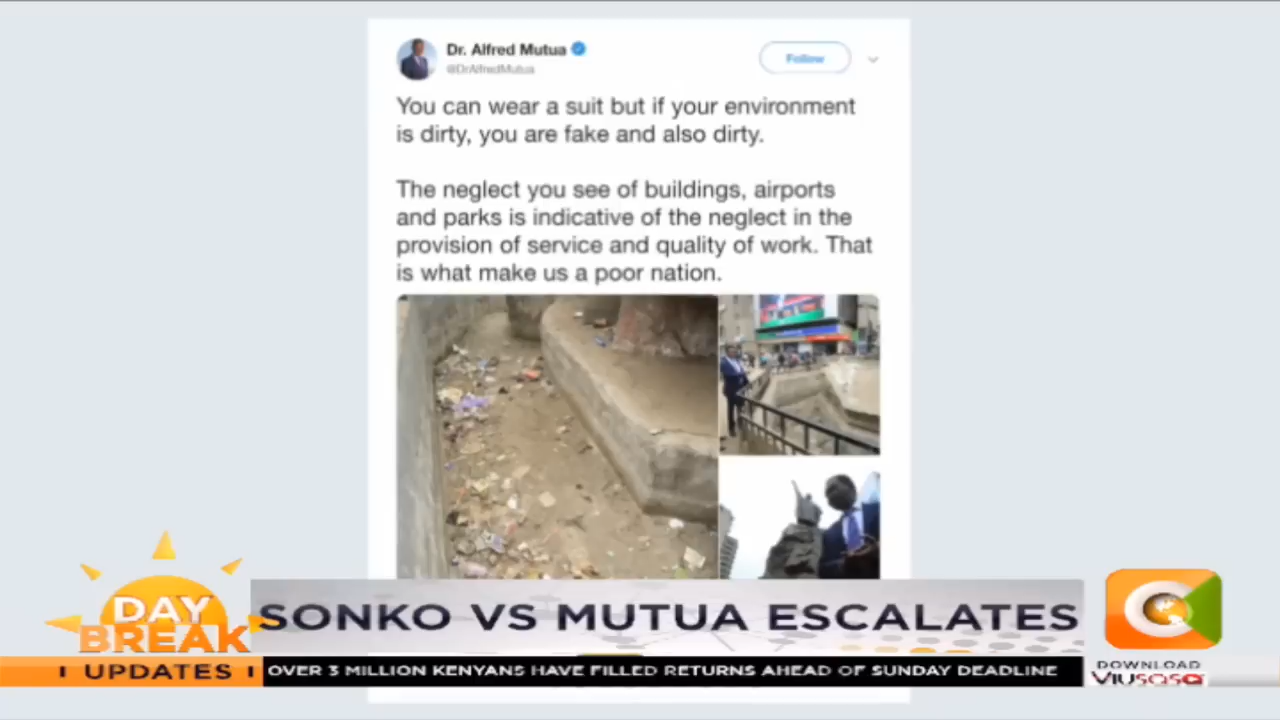 Dr. Alfred Mutua
@DrAlfredMutua
Follow
You can wear a suit but if your environment
is dirty, you are fake and also dirty.
The neglect you see of buildings, airports
and parks is indicative of the neglect in the
provision of service and quality of work. That
is what make us a poor nation.
DAY
BREAK
SONKO VS MUTUA ESCALATES
UPDATES
OVER 3 MILLION KENYANS HAVE FILLED RETURNS AHEAD OF SUNDAY DEADLINE
DOWNLOAD
VIUSASA